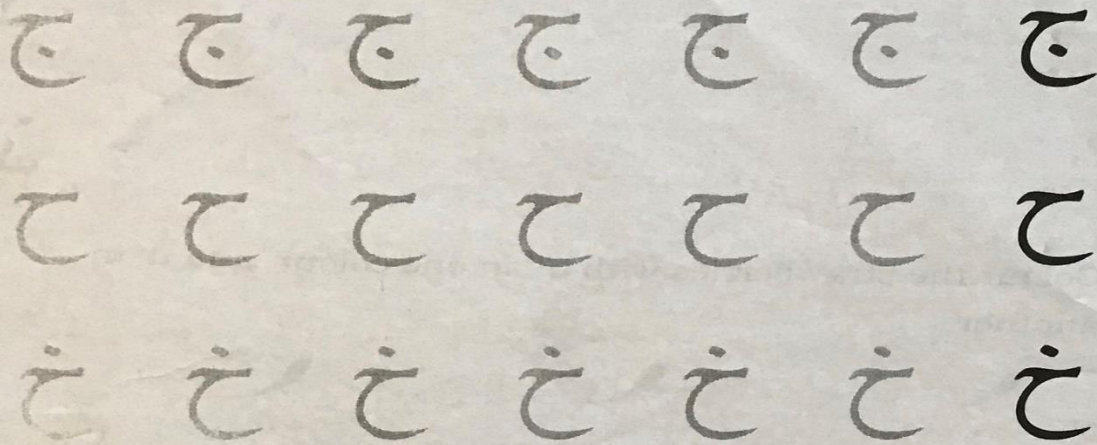 ج ج ج ج ج ج ج
ح ح ح ح ح ح ح
خ خ خ خ خ خ خ